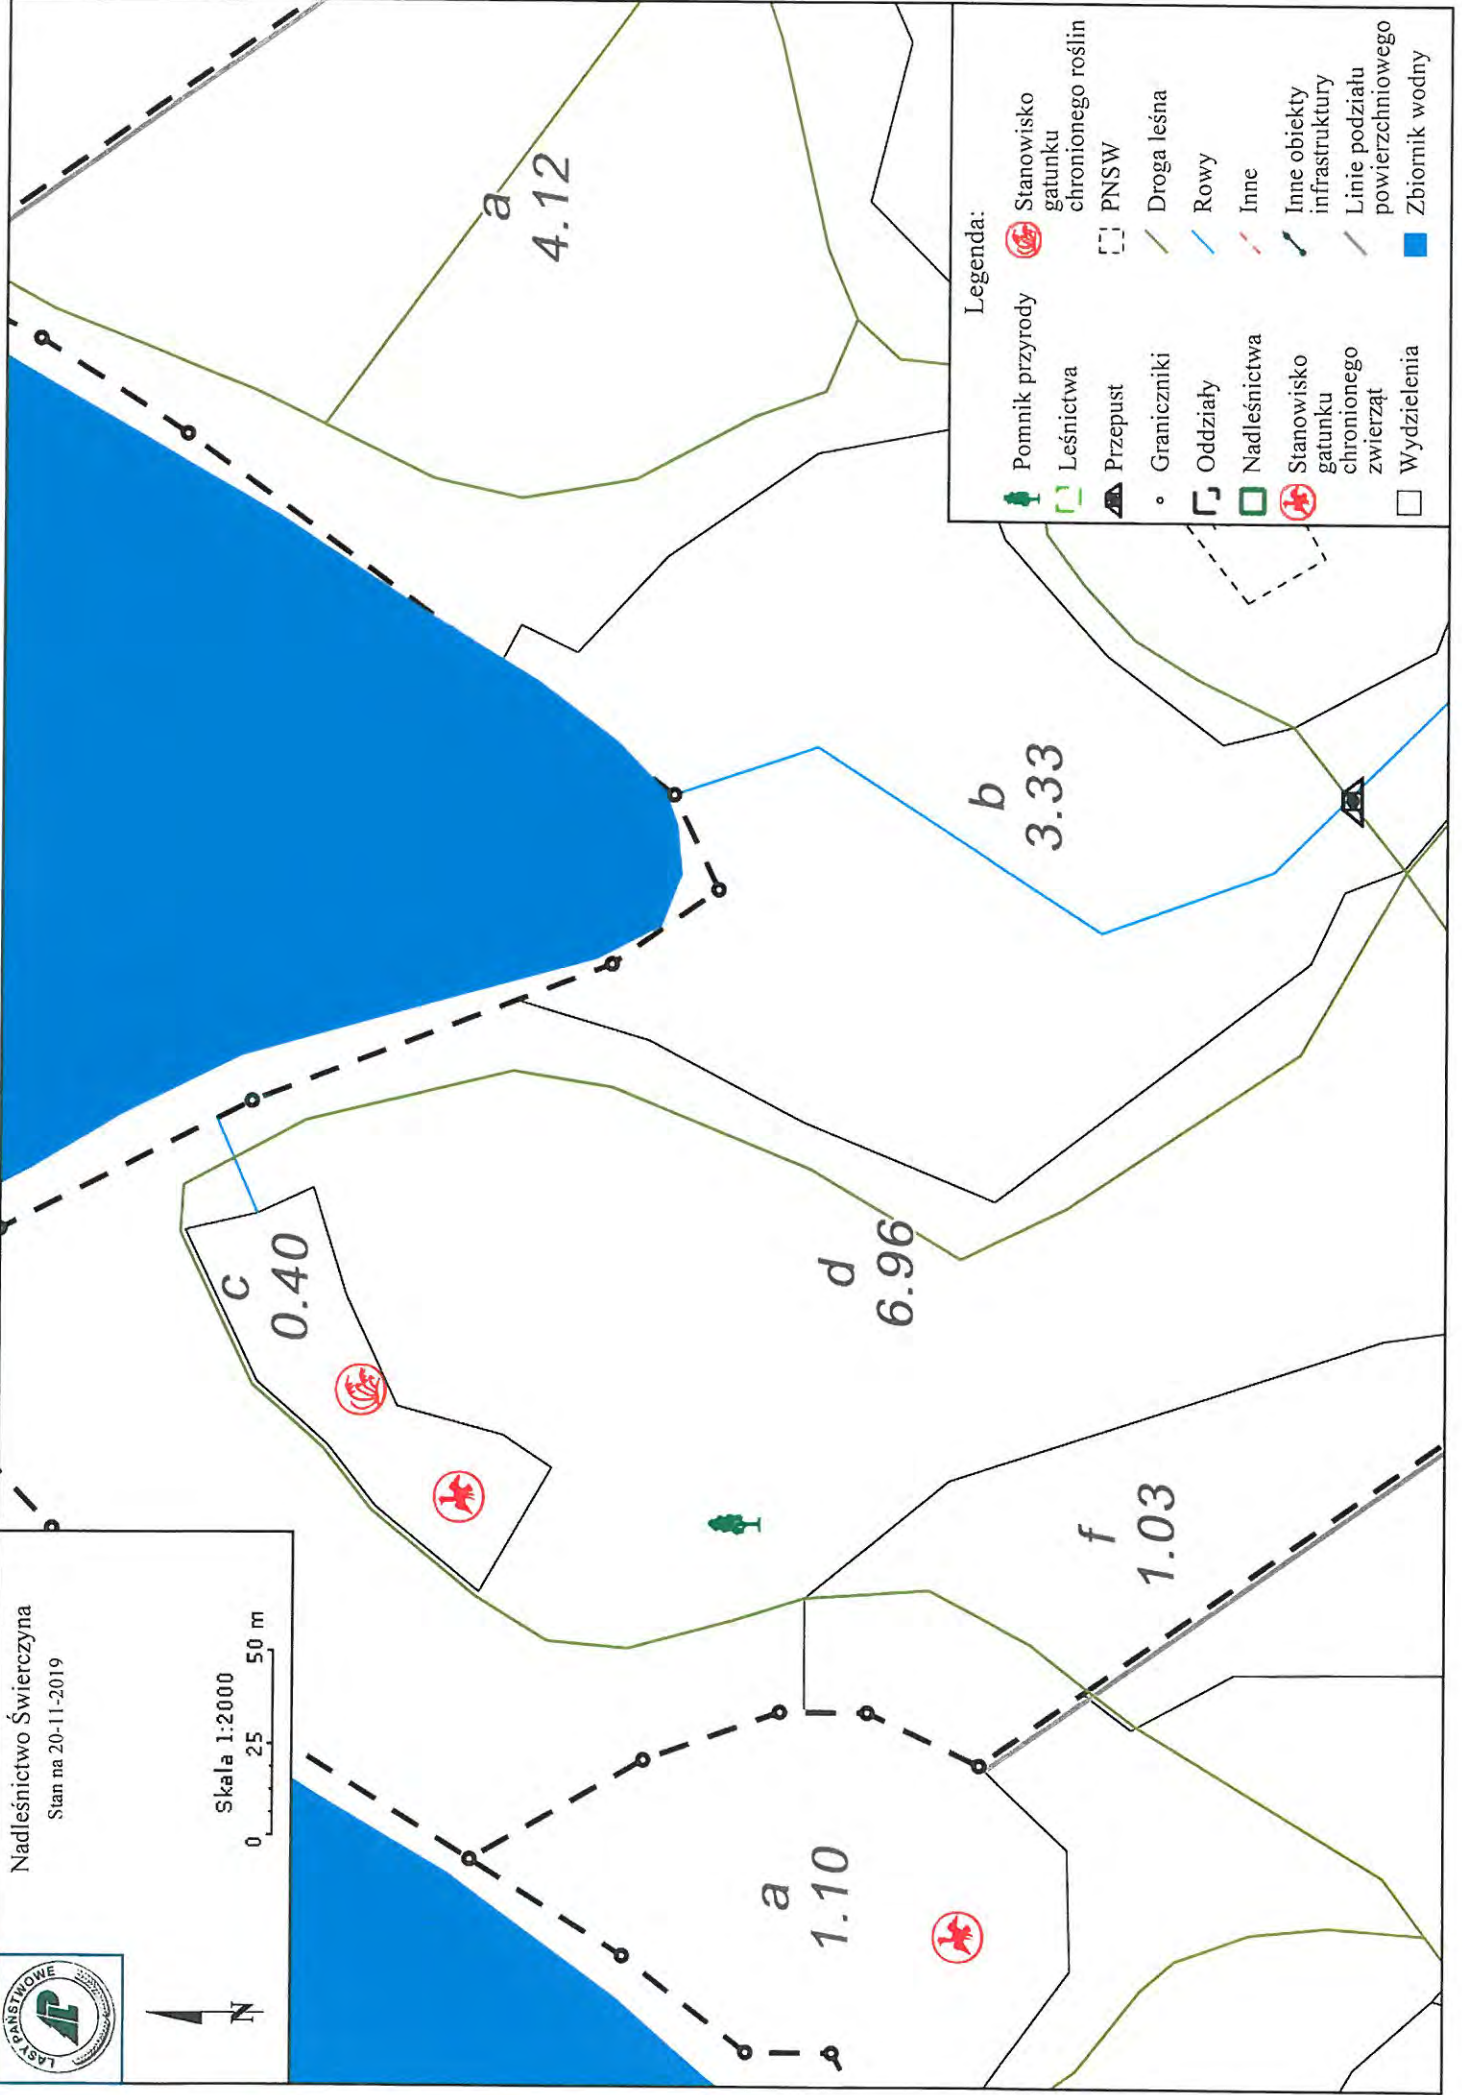 LASY PAŃSTWOWE
LP
N
Nadleśnictwo Świerczyna
Stan na 20-11-2019
Skala 1:2000
0 25 50 m
c
0.40
a
4.12
d
6.96
b
3.33
a
1.10
f
1.03
Legenda:
Pomnik przyrody
Leśnictwa
Przepust
Graniczniki
Oddziały
Nadleśnictwa
Stanowisko
gatunku
chronionego
zwierząt
Wydzielenia
Stanowisko
gatunku
chronionego roślin
PNSW
Droga leśna
Rowy
Inne
Inne obiekty
infrastruktury
Linie podziału
powierzchniowego
Zbiornik wodny